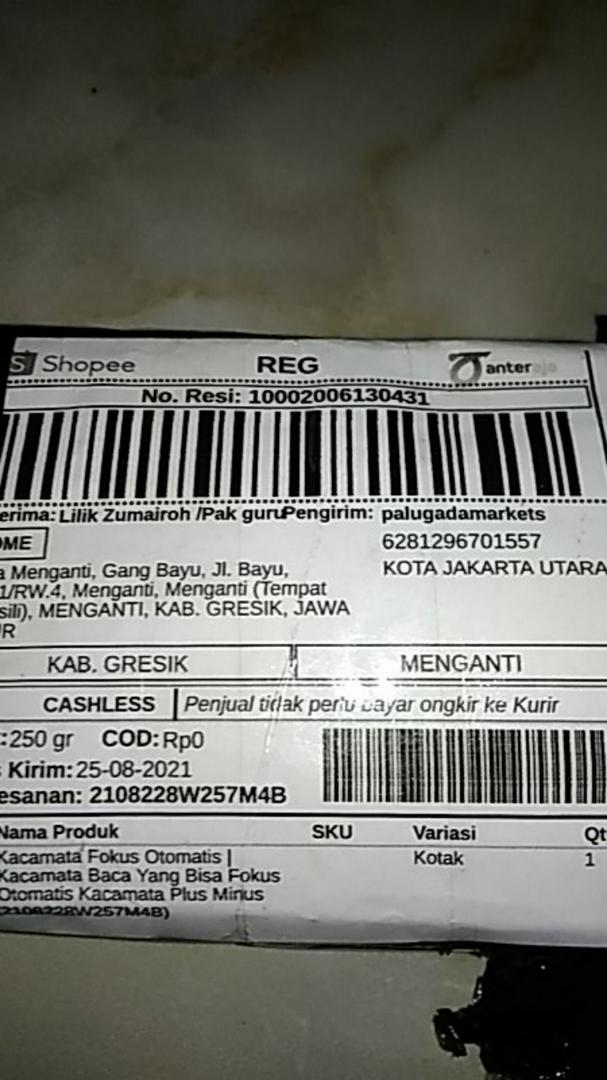 Shopee REG anteraja
No. Resi: 10002006130431
erima: Lilik Zumairoh /Pak guru Pengirim: palugadamarkets
OME 6281296701557
a Menganti, Gang Bayu, Jl. Bayu, KOTA JAKARTA UTARA
1/RW.4, Menganti, Menganti (Tempat
sili), MENGANTI, KAB. GRESIK, JAWA
R
KAB. GRESIK MENGANTI
CASHLESS Penjual tidak perlu bayar ongkir ke Kurir
: 250 gr COD: Rp0
s Kirim: 25-08-2021
esanan: 2108228W257M4B
Nama Produk SKU Variasi Qt
Kacamata Fokus Otomatis | Kotak 1
Kacamata Baca Yang Bisa Fokus
Otomatis Kacamata Plus Minus
2108228W257M4B)